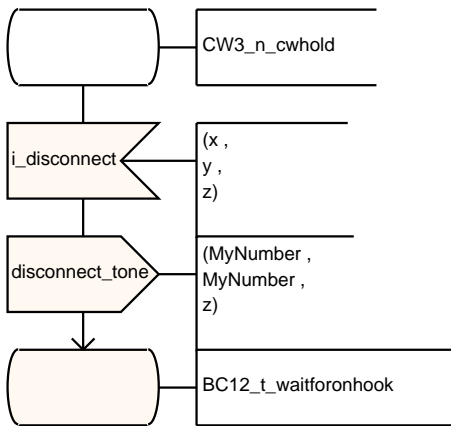 CW3_n_cwhold
i_disconnect
(x ,
y ,
z)
disconnect_tone
(MyNumber ,
MyNumber ,
z)
BC12_t_waitforonhook